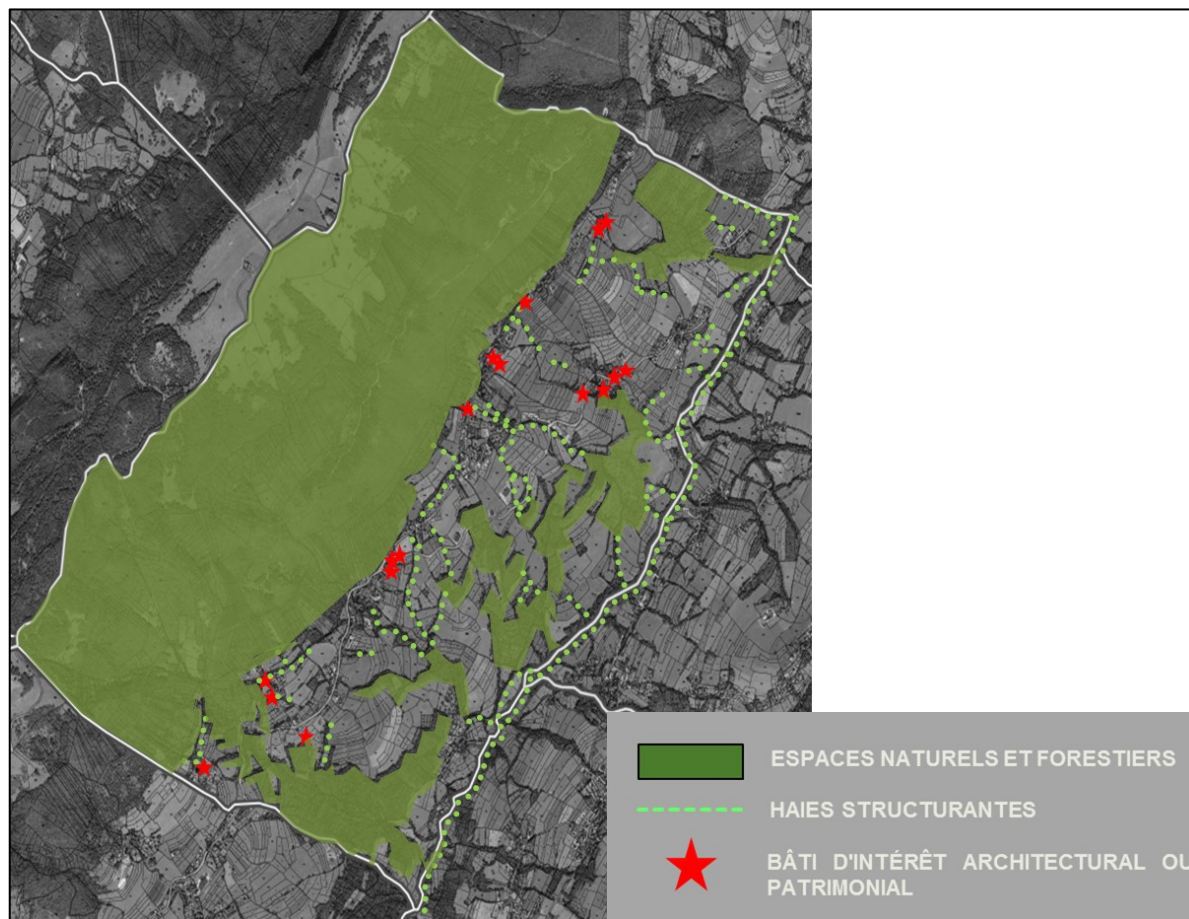 ESPACES NATURELS ET FORESTIERS
HAIES STRUCTURANTES
BÂTI D'INTÉRÊT ARCHITECTURAL OU
PATRIMONIAL